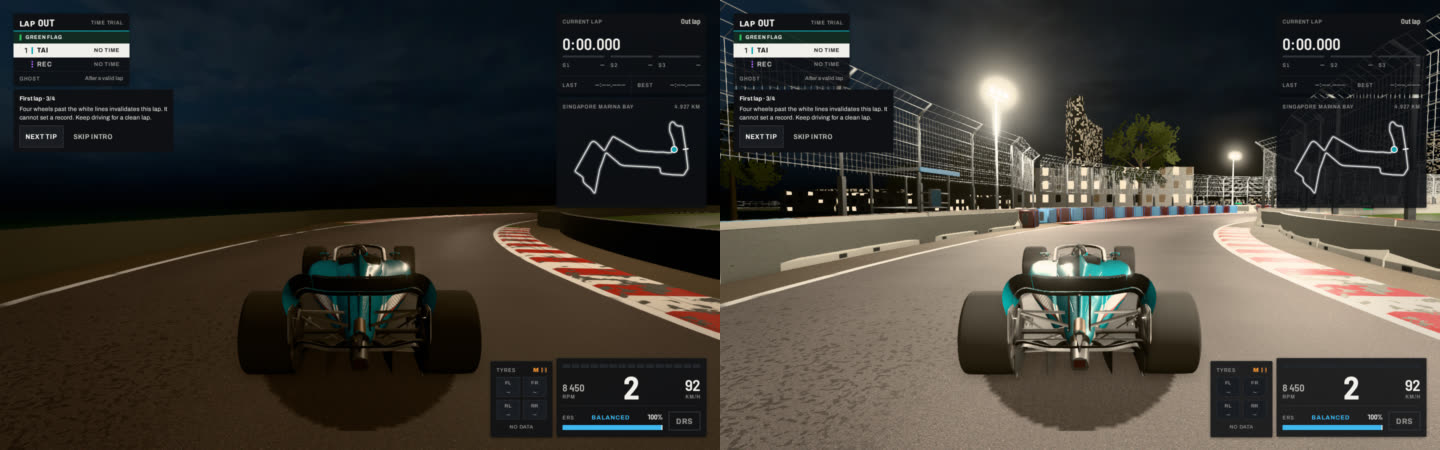 LAP OUT TIME TRIAL
GREEN FLAG
1 TAI NO TIME
REC NO TIME
GHOST After a valid lap
First lap · 3/4
Four wheels past the white lines invalidates this lap. It
cannot set a record. Keep driving for a clean lap.
NEXT TIP SKIP INTRO
CURRENT LAP Out lap
0:00.000
S1 – S2 – S3 –
LAST --:--.--- BEST --:--.---
SINGAPORE MARINA BAY 4.927 KM
TYRES M
FL FR
– –
RL RR
– –
NO DATA
8 450 RPM 2 92 KM/H
ERS BALANCED 100% DRS
LAP OUT TIME TRIAL
GREEN FLAG
1 TAI NO TIME
REC NO TIME
GHOST After a valid lap
First lap · 3/4
Four wheels past the white lines invalidates this lap. It
cannot set a record. Keep driving for a clean lap.
NEXT TIP SKIP INTRO
CURRENT LAP Out lap
0:00.000
S1 – S2 – S3 –
LAST --:--.--- BEST --:--.---
SINGAPORE MARINA BAY 4.927 KM
TYRES M
FL FR
– –
RL RR
– –
NO DATA
8 450 RPM 2 92 KM/H
ERS BALANCED 100% DRS